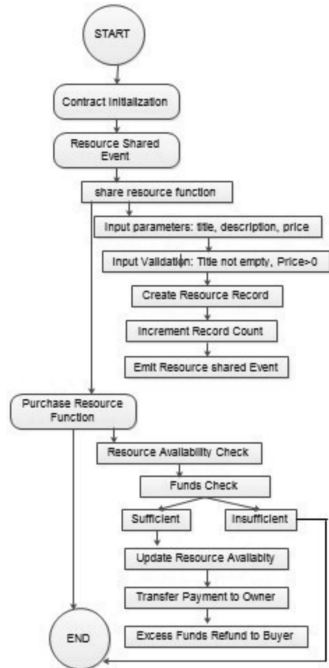 START
Contract Initialization
Resource Shared
Event
share resource function
Input parameters: title, description, price
Input Validation: Title not empty, Price>0
Create Resource Record
Increment Record Count
Emit Resource shared Event
Purchase Resource
Function
Resource Availability Check
Funds Check
Sufficient
Insufficient
Update Resource Availablity
Transfer Payment to Owner
Excess Funds Refund to Buyer
END